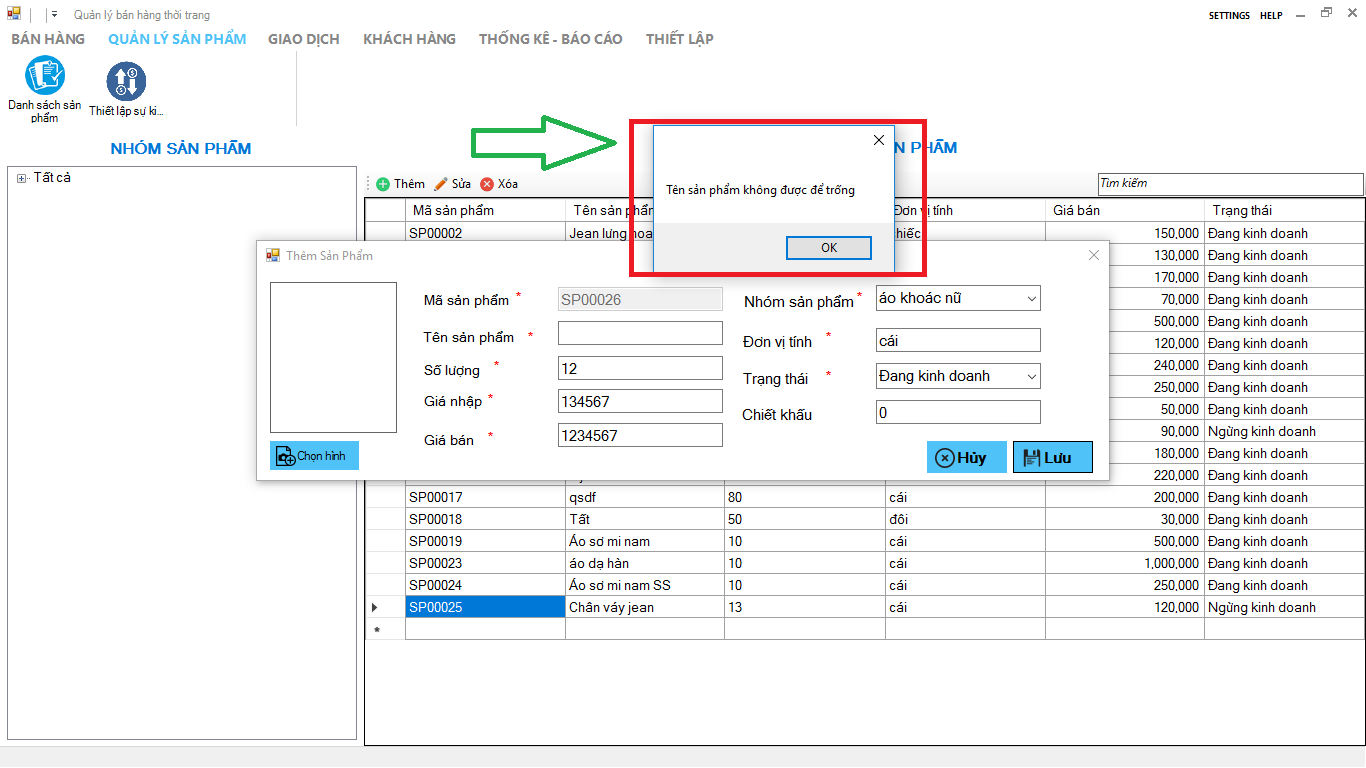 Quản lý bán hàng thời trang
SETTINGS HELP
BÁN HÀNG QUẢN LÝ SẢN PHẨM GIAO DỊCH KHÁCH HÀNG THỐNG KÊ - BÁO CÁO THIẾT LẬP
Danh sách sản
phẩm
Thiết lập sự ki...
NHÓM SẢN PHẨM
N PHẨM
Tất cả
Thêm Sửa Xóa
Tìm kiếm
Tên sản phẩm không được để trống
OK
Mã sản phẩm Tên sản phẩm Đơn vị tính Giá bán Trạng thái
SP00002 Jean lưng hoa chiếc 150,000 Đang kinh doanh
130,000 Đang kinh doanh
170,000 Đang kinh doanh
70,000 Đang kinh doanh
500,000 Đang kinh doanh
120,000 Đang kinh doanh
240,000 Đang kinh doanh
250,000 Đang kinh doanh
50,000 Đang kinh doanh
90,000 Ngừng kinh doanh
180,000 Đang kinh doanh
220,000 Đang kinh doanh
Thêm Sản Phẩm
Mã sản phẩm * SP00026 Nhóm sản phẩm * áo khoác nữ
Tên sản phẩm * Đơn vị tính * cái
Số lượng * 12 Trạng thái * Đang kinh doanh
Giá nhập * 134567 Chiết khấu 0
Giá bán * 1234567
Chọn hình
Hủy Lưu
SP00017 qsdf 80 cái 200,000 Đang kinh doanh
SP00018 Tất 50 đôi 30,000 Đang kinh doanh
SP00019 Áo sơ mi nam 10 cái 500,000 Đang kinh doanh
SP00023 áo dạ hàn 10 cái 1,000,000 Đang kinh doanh
SP00024 Áo sơ mi nam SS 10 cái 250,000 Đang kinh doanh
SP00025 Chân váy jean 13 cái 120,000 Ngừng kinh doanh